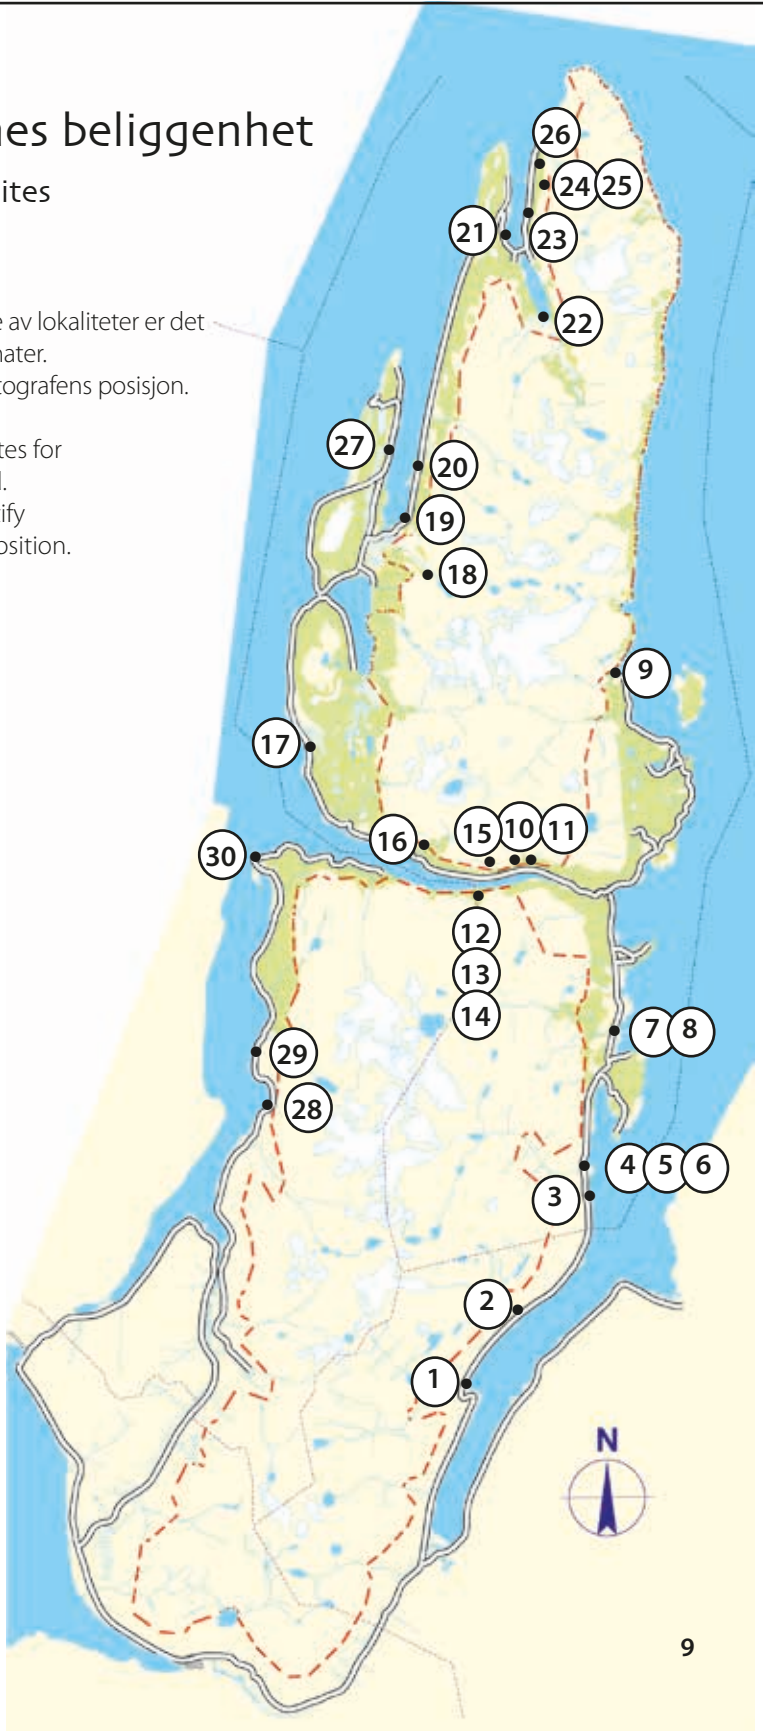 nes beliggenhet
ites
e av lokaliteter er det
nater.
tografens posisjon.
tes for
l.
ify
osition.
26
24 25
21
23
22
27
20
19
18
9
17
16
15 10 11
30
12
13
14
7 8
29
28
4 5 6
3
2
1
N
9